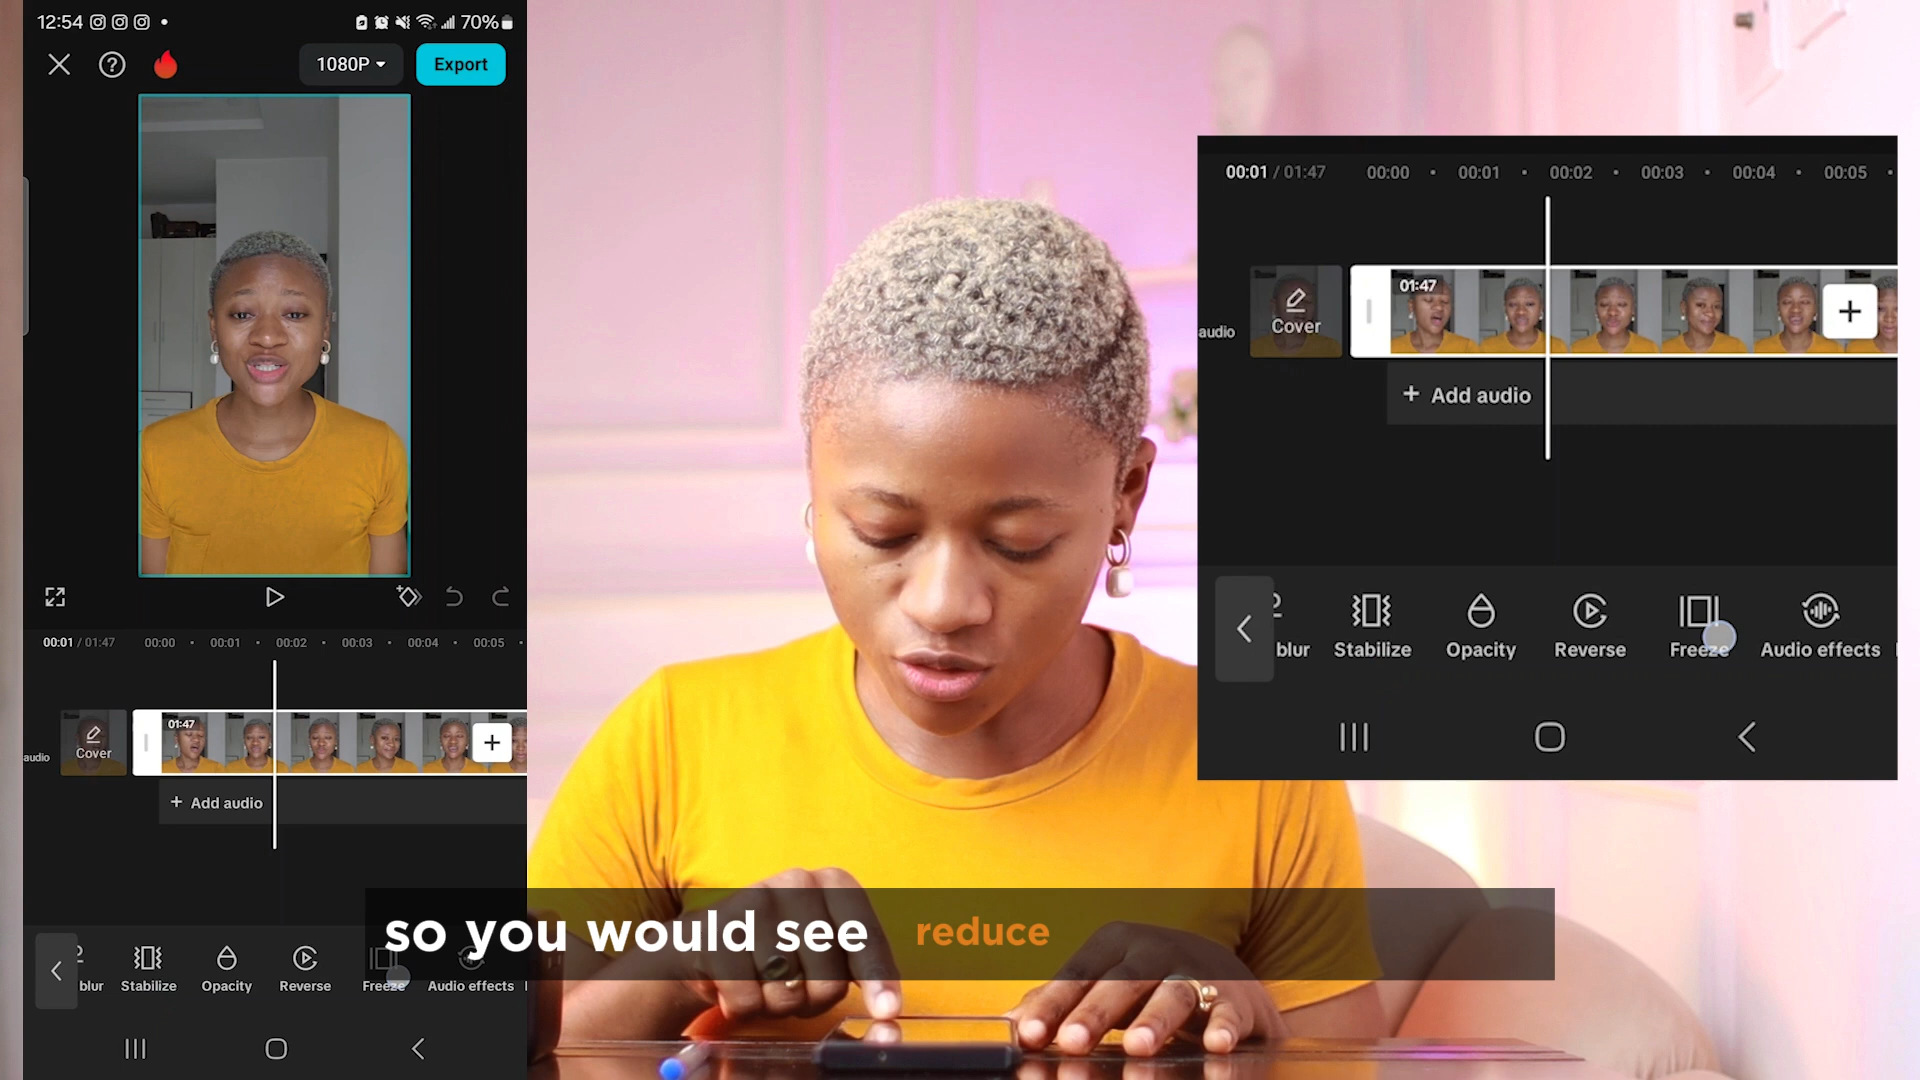 12:54
70%
1080P
Export
00:01 / 01:47
00:00
00:01
00:02
00:03
00:04
00:05
01:47
Cover
audio
+ Add audio
blur
Stabilize
Opacity
Reverse
Freeze
Audio effects
00:01 / 01:47
00:00
00:01
00:02
00:03
00:04
00:05
01:47
Cover
audio
+ Add audio
blur
Stabilize
Opacity
Reverse
Freeze
Audio effects
so you would see reduce